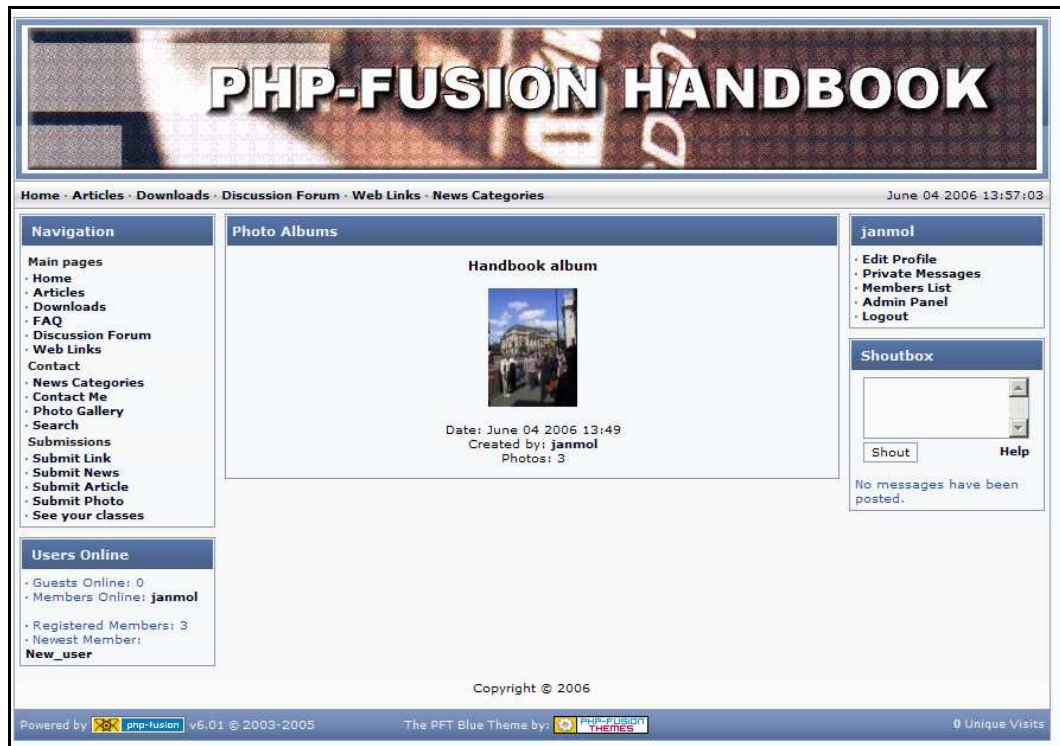 PHP-FUSION HANDBOOK
Home · Articles · Downloads · Discussion Forum · Web Links · News Categories
June 04 2006 13:57:03
Navigation
Main pages
· Home
· Articles
· Downloads
· FAQ
· Discussion Forum
· Web Links
Contact
· News Categories
· Contact Me
· Photo Gallery
· Search
Submissions
· Submit Link
· Submit News
· Submit Article
· Submit Photo
· See your classes
Users Online
· Guests Online: 0
· Members Online: janmol
· Registered Members: 3
· Newest Member:
New_user
Photo Albums
Handbook album
Date: June 04 2006 13:49
Created by: janmol
Photos: 3
janmol
· Edit Profile
· Private Messages
· Members List
· Admin Panel
· Logout
Shoutbox
Shout
Help
No messages have been
posted.
Copyright © 2006
Powered by php-fusion v6.01 © 2003-2005
The PFT Blue Theme by: PHP-FUSION
THEMES
0 Unique Visits